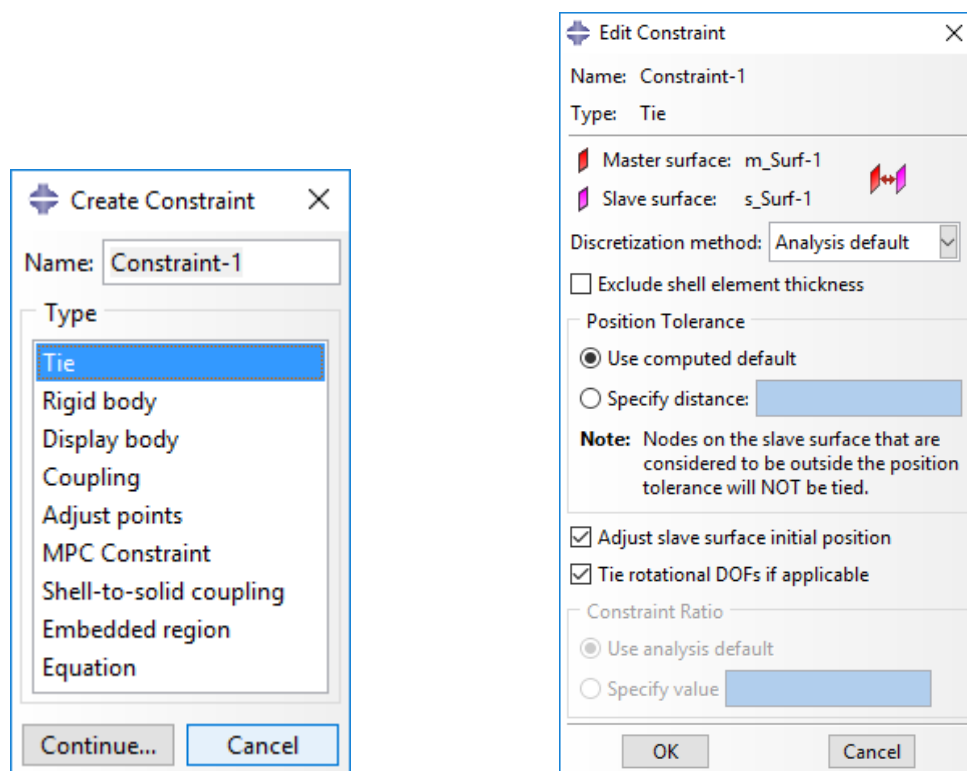 Create Constraint
Name: Constraint-1
Type
Tie
Rigid body
Display body
Coupling
Adjust points
MPC Constraint
Shell-to-solid coupling
Embedded region
Equation
Continue... Cancel
Edit Constraint
Name: Constraint-1
Type: Tie
Master surface: m_Surf-1
Slave surface: s_Surf-1
Discretization method: Analysis default
Exclude shell element thickness
Position Tolerance
Use computed default
Specify distance:
Note: Nodes on the slave surface that are
considered to be outside the position
tolerance will NOT be tied.
Adjust slave surface initial position
Tie rotational DOFs if applicable
Constraint Ratio
Use analysis default
Specify value
OK Cancel